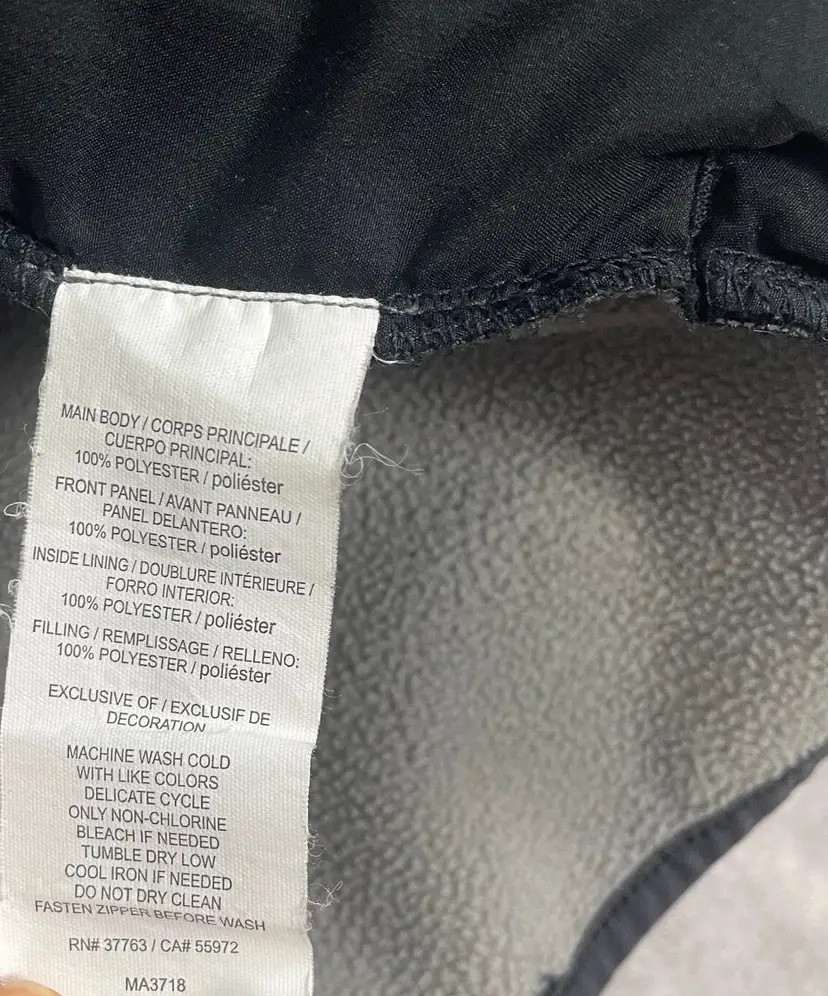 MAIN BODY / CORPS PRINCIPALE /
CUERPO PRINCIPAL:
100% POLYESTER / poliéster
FRONT PANEL / AVANT PANNEAU /
PANEL DELANTERO:
100% POLYESTER / poliéster
INSIDE LINING / DOUBLURE INTÉRIEURE /
FORRO INTERIOR:
100% POLYESTER / poliéster
FILLING / REMPLISSAGE / RELLENO:
100% POLYESTER / poliéster
EXCLUSIVE OF / EXCLUSIF DE
DECORATION
MACHINE WASH COLD
WITH LIKE COLORS
DELICATE CYCLE
ONLY NON-CHLORINE
BLEACH IF NEEDED
TUMBLE DRY LOW
COOL IRON IF NEEDED
DO NOT DRY CLEAN
FASTEN ZIPPER BEFORE WASH
RN# 37763 / CA# 55972
MA3718